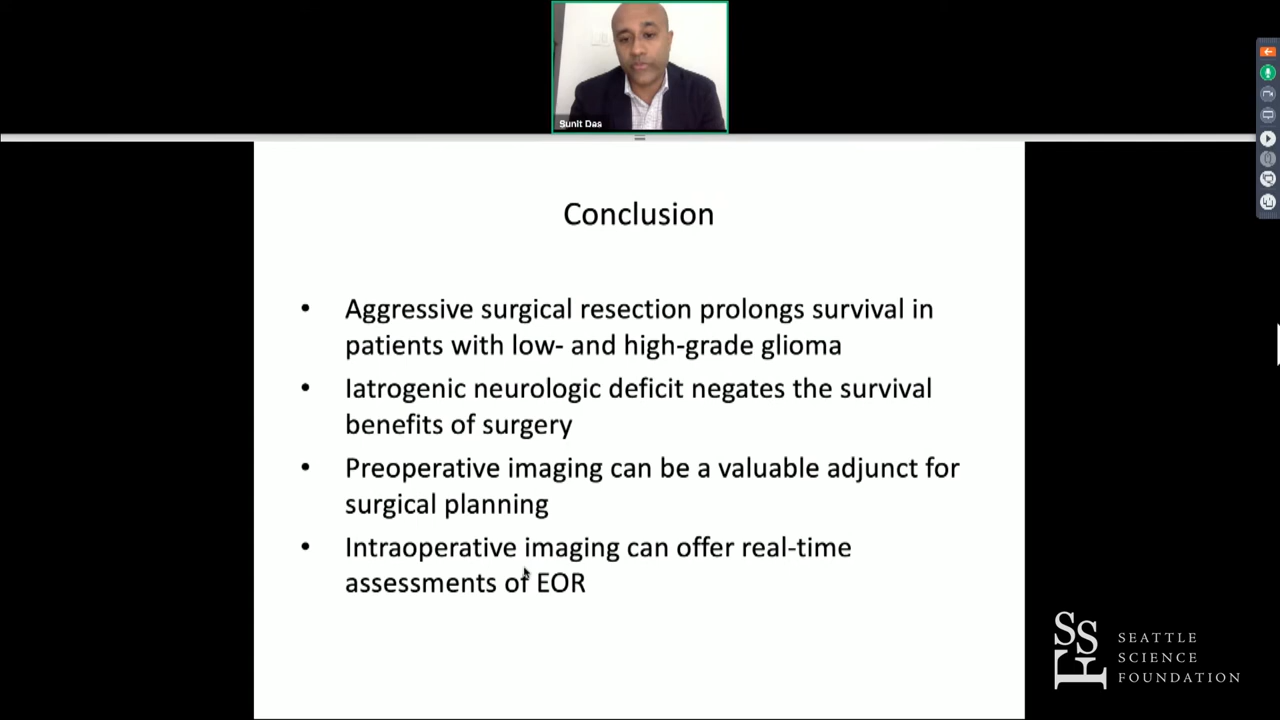 Sunit Das
Conclusion
• Aggressive surgical resection prolongs survival in
patients with low- and high-grade glioma
• Iatrogenic neurologic deficit negates the survival
benefits of surgery
• Preoperative imaging can be a valuable adjunct for
surgical planning
• Intraoperative imaging can offer real-time
assessments of EOR
SSF
SEATTLE
SCIENCE
FOUNDATION